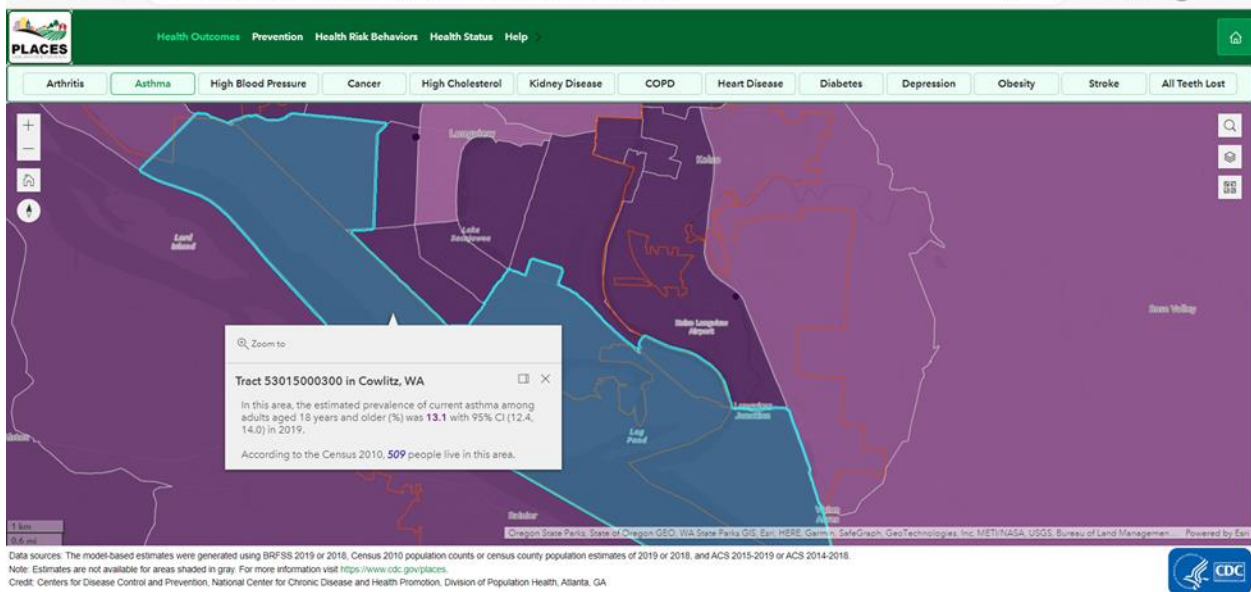 PLACES
Health Outcomes Prevention Health Risk Behaviors Health Status Help
Arthritis Asthma High Blood Pressure Cancer High Cholesterol Kidney Disease COPD Heart Disease Diabetes Depression Obesity Stroke All Teeth Lost
Longview
Kelso
Lord
Island
Lake
Sacajawea
Rose Valley
Kelso Longview
Airport
Zoom to
Tract 53015000300 in Cowlitz, WA
In this area, the estimated prevalence of current asthma among
adults aged 18 years and older (%) was 13.1 with 95% CI (12.4,
14.0) in 2019.
According to the Census 2010, 509 people live in this area.
Longview
Junction
Log
Pond
Rainier
1 km
0.6 mi
Oregon State Parks, State of Oregon GEO, WA State Parks GIS, Esri, HERE, Garmin, SafeGraph, GeoTechnologies, Inc, METI/NASA, USGS, Bureau of Land Managemen... Powered by Esri
Data sources: The model-based estimates were generated using BRFSS 2019 or 2018, Census 2010 population counts or census county population estimates of 2019 or 2018, and ACS 2015-2019 or ACS 2014-2018.
Note: Estimates are not available for areas shaded in gray. For more information visit https://www.cdc.gov/places.
Credit: Centers for Disease Control and Prevention, National Center for Chronic Disease and Health Promotion, Division of Population Health, Atlanta, GA
CDC